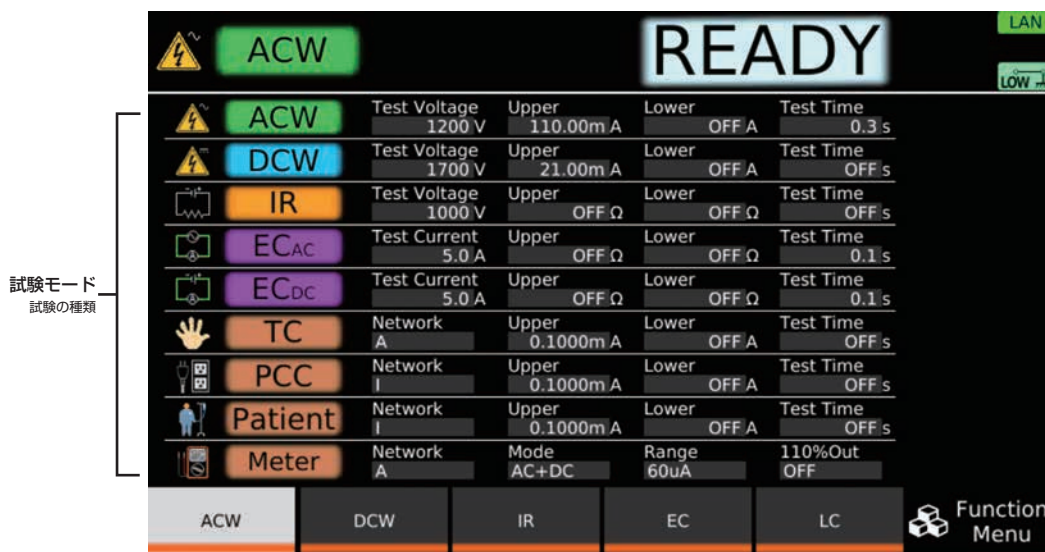 ACW READY LAN
LOW
試験モード
試験の種類
ACW Test Voltage 1200 V Upper 110.00m A Lower OFF A Test Time 0.3 s
DCW Test Voltage 1700 V Upper 21.00m A Lower OFF A Test Time OFF s
IR Test Voltage 1000 V Upper OFF Ω Lower OFF Ω Test Time OFF s
ECAC Test Current 5.0 A Upper OFF Ω Lower OFF Ω Test Time 0.1 s
ECDC Test Current 5.0 A Upper OFF Ω Lower OFF Ω Test Time 0.1 s
TC Network A Upper 0.1000m A Lower OFF A Test Time OFF s
PCC Network I Upper 0.1000m A Lower OFF A Test Time OFF s
Patient Network I Upper 0.1000m A Lower OFF A Test Time OFF s
Meter Network A Mode AC+DC Range 60uA 110%Out OFF
ACW DCW IR EC LC Function Menu